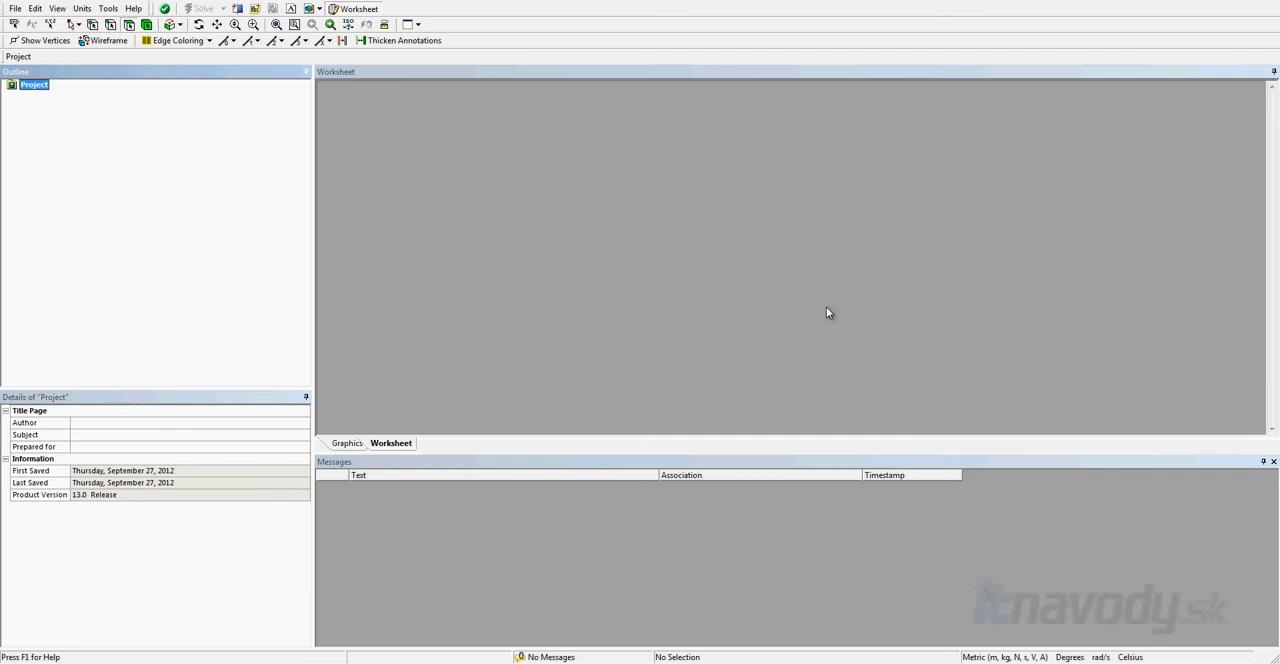 File Edit View Units Tools Help Solve Worksheet
Show Vertices Wireframe Edge Coloring Thicken Annotations
Project
Outline
Project
Worksheet
Details of "Project"
Title Page
Author
Subject
Prepared for
Information
First Saved Thursday, September 27, 2012
Last Saved Thursday, September 27, 2012
Product Version 13.0 Release
Graphics Worksheet
Messages
Text Association Timestamp
itnavody.sk
Press F1 for Help No Messages No Selection Metric (m, kg, N, s, V, A) Degrees rad/s Celsius